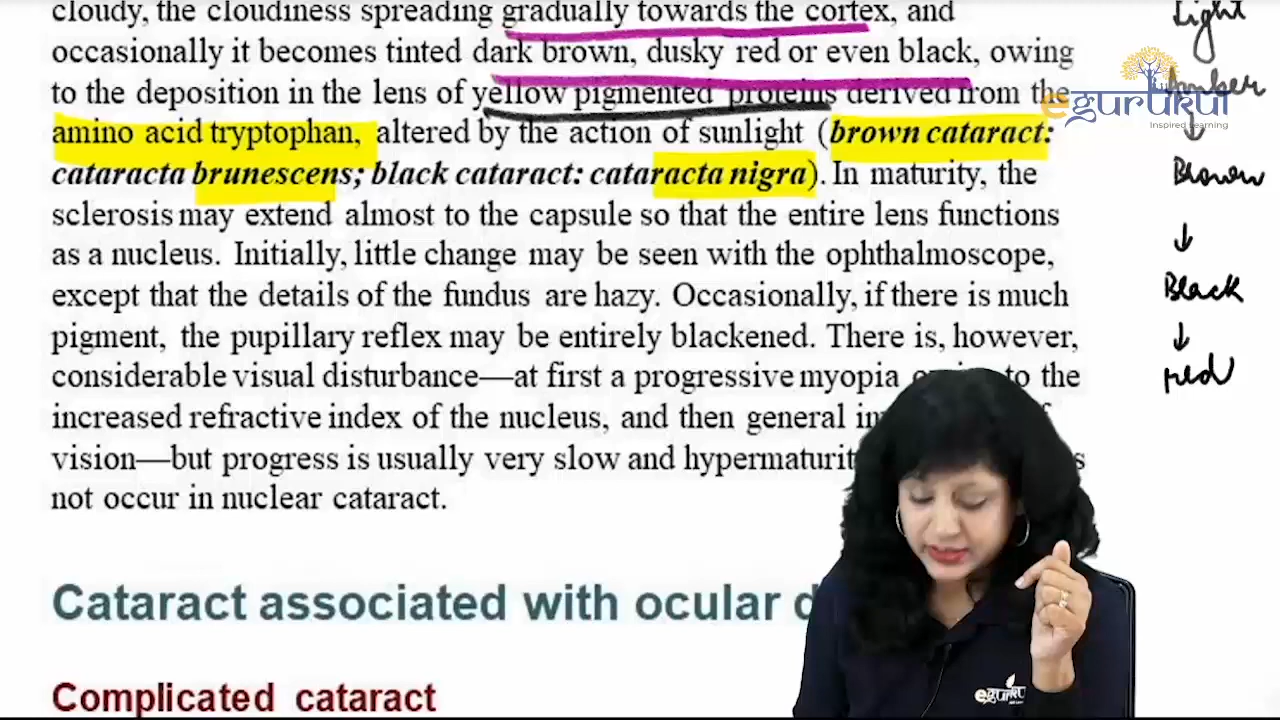 cloudy, the cloudiness spreading gradually towards the cortex, and
occasionally it becomes tinted dark brown, dusky red or even black, owing
to the deposition in the lens of yellow pigmented proteins derived from the
amino acid tryptophan, altered by the action of sunlight (brown cataract:
cataracta brunescens; black cataract: cataracta nigra). In maturity, the
sclerosis may extend almost to the capsule so that the entire lens functions
as a nucleus. Initially, little change may be seen with the ophthalmoscope,
except that the details of the fundus are hazy. Occasionally, if there is much
pigment, the pupillary reflex may be entirely blackened. There is, however,
considerable visual disturbance—at first a progressive myopia to the
increased refractive index of the nucleus, and then general
vision—but progress is usually very slow and
not occur in nuclear cataract.
Cataract associated with ocular
Complicated cataract
Light
Amber
↓
Brown
↓
Black
↓
red
egurukul
Inspired Learning
egurukul